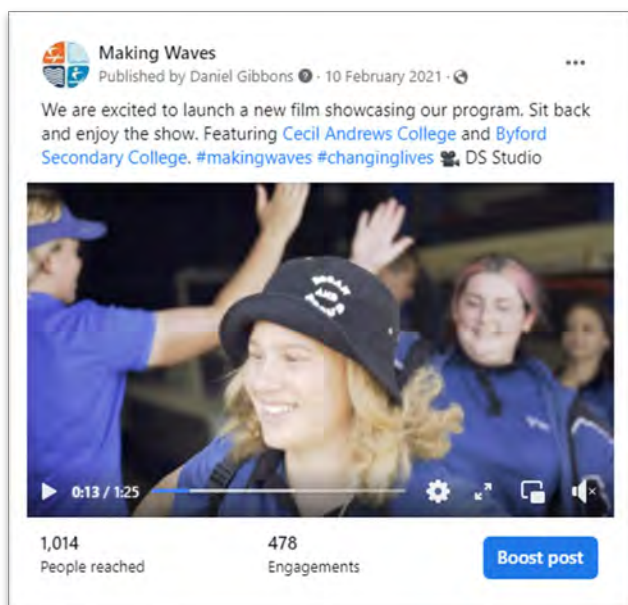 Making Waves
Published by Daniel Gibbons · 10 February 2021 ·
We are excited to launch a new film showcasing our program. Sit back
and enjoy the show. Featuring Cecil Andrews College and Byford
Secondary College. #makingwaves #changinglives 🎥 DS Studio
AND
0:13 / 1:25
1,014
478
People reached
Engagements
Boost post